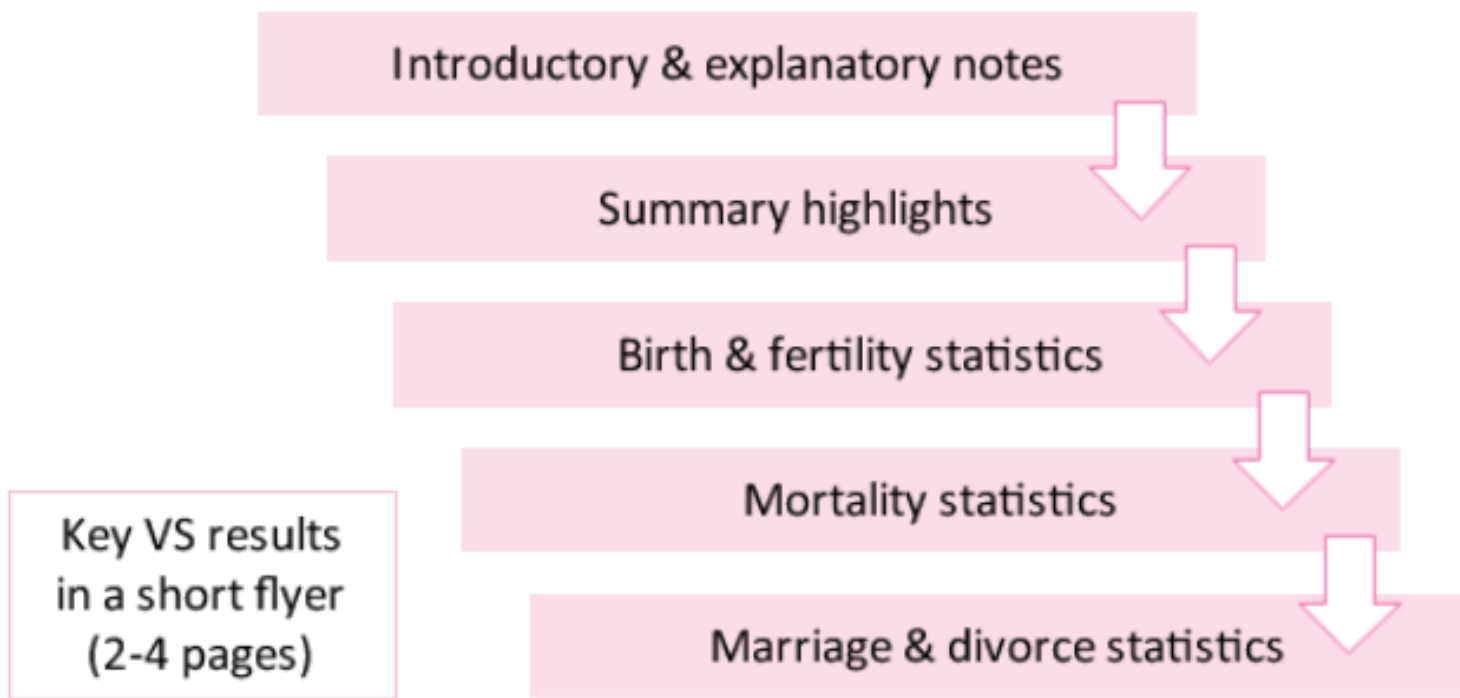 Introductory & explanatory notes
Summary highlights
Birth & fertility statistics
Mortality statistics
Marriage & divorce statistics
Key VS results
in a short flyer
(2-4 pages)